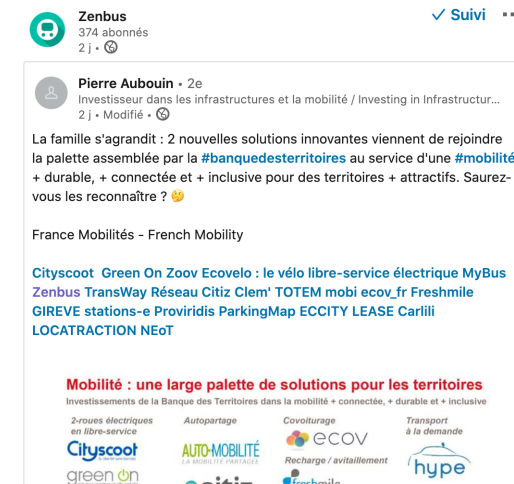 Zenbus
Suivi
374 abonnés
2 j •
Pierre Aubouin • 2e
Investisseur dans les infrastructures et la mobilité / Investing in Infrastructur...
2 j • Modifié •
La famille s'agrandit : 2 nouvelles solutions innovantes viennent de rejoindre
la palette assemblée par la #banquedesterritoires au service d'une #mobilité
+ durable, + connectée et + inclusive pour des territoires + attractifs. Saurez-
vous les reconnaître ? 🤔
France Mobilités - French Mobility
Cityscoot Green On Zoov Ecovelo : le vélo libre-service électrique MyBus
Zenbus TransWay Réseau Citiz Clem' TOTEM mobi ecov_fr Freshmile
GIREVE stations-e Proviridis ParkingMap ECCITY LEASE Carlili
LOCATRACTION NEoT
Mobilité : une large palette de solutions pour les territoires
Investissements de la Banque des Territoires dans la mobilité + connectée, + durable et + inclusive
2-roues électriques
en libre-service
Autopartage
Covoiturage
Transport
à la demande
Cityscoot
AUTO-MOBILITÉ
LA MOBILITÉ PARTAGÉE
ecov
hype
Recharge / avitaillement
green on
citiz
freshmile